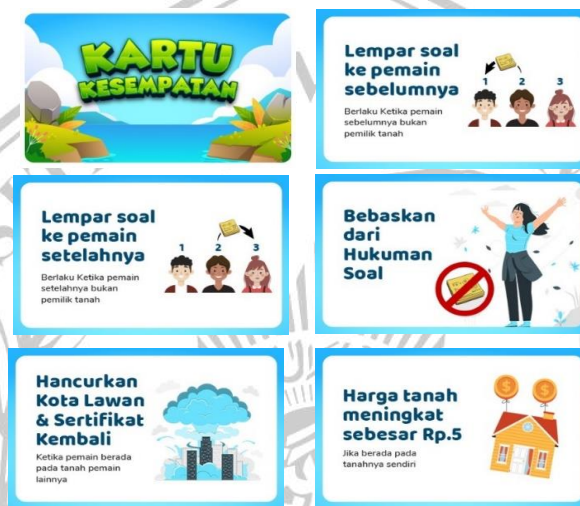 KARTU
KESEMPATAN
Lempar soal
ke pemain
sebelumnya
Berlaku Ketika pemain
sebelumnya bukan
pemilik tanah
1 2 3
Lempar soal
ke pemain
setelahnya
Berlaku Ketika pemain
setelahnya bukan
pemilik tanah
1 2 3
Bebaskan
dari
Hukuman
Soal
Hancurkan
Kota Lawan
& Sertifikat
Kembali
Ketika pemain berada
pada tanah pemain
lainnya
Harga tanah
meningkat
sebesar Rp.5
Jika berada pada
tanahnya sendiri